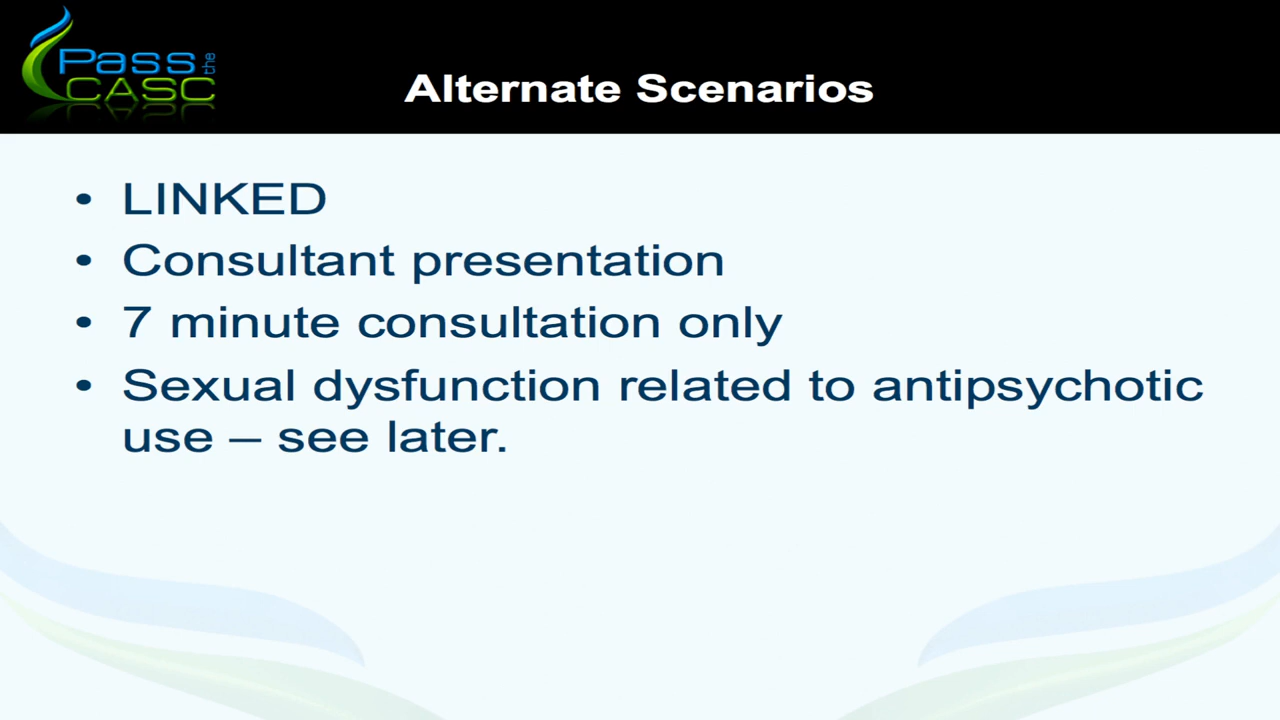 Pass the
CASC
Alternate Scenarios
• LINKED
• Consultant presentation
• 7 minute consultation only
• Sexual dysfunction related to antipsychotic
use – see later.